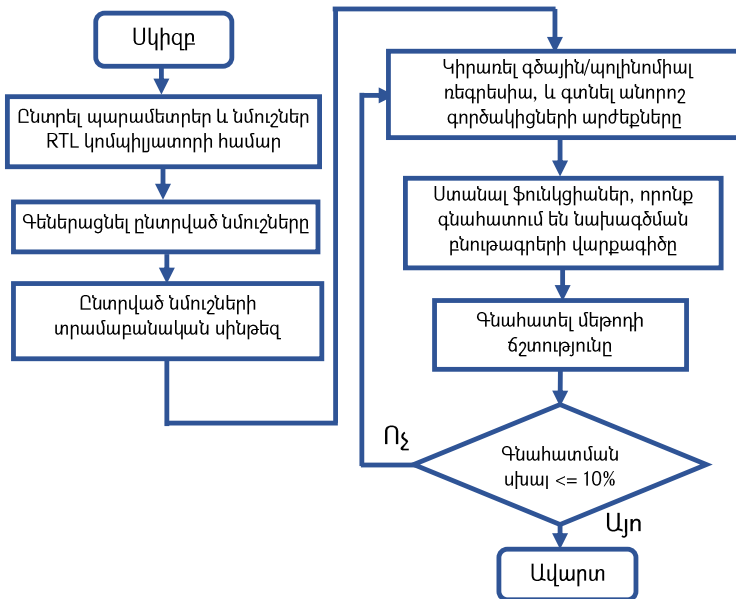 Սկիզբ
Ընտրել պարամետրեր և նմուշներ
RTL կոմպիլյատորի համար
Գեներացնել ընտրված նմուշները
Ընտրված նմուշների
տրամաբանական սինթեզ
Կիրառել գծային/պոլինոմիալ
ռեգրեսիա, և գտնել անորոշ
գործակիցների արժեքները
Ստանալ ֆունկցիաներ, որոնք
գնահատում են նախագծման
բնութագրերի վարքագիծը
Գնահատել մեթոդի
ճշտությունը
Ոչ
Գնահատման
սխալ <= 10%
Այո
Ավարտ